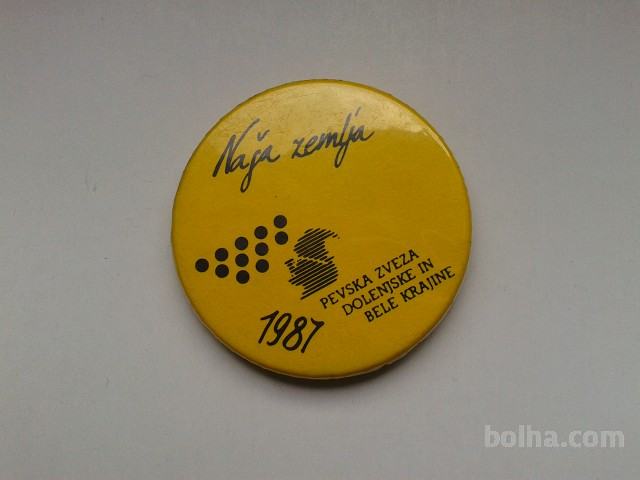 Naša zemlja
PEVSKA ZVEZA
DOLENJSKE IN
BELE KRAJINE
1987
bolha.com